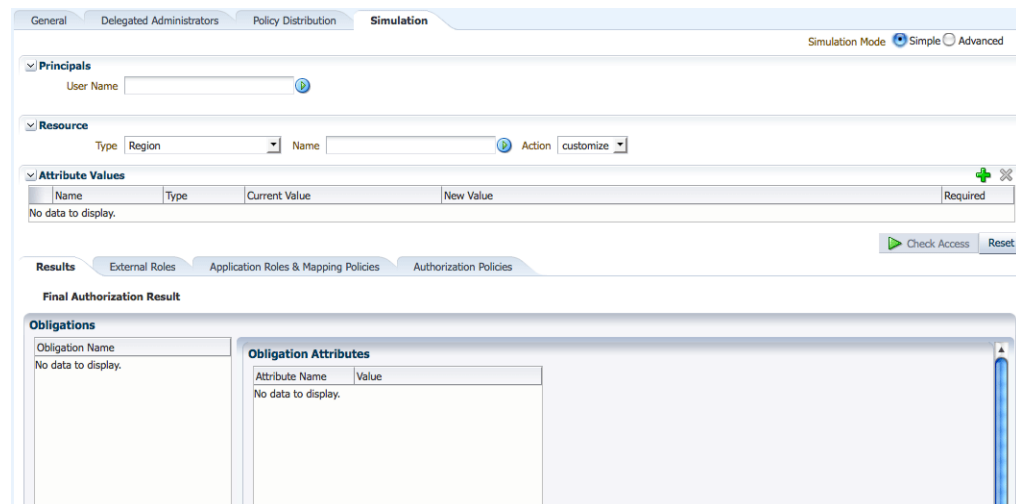 General Delegated Administrators Policy Distribution Simulation
Simulation Mode Simple Advanced
Principals
User Name
Resource
Type Region Name Action customize
Attribute Values
Name Type Current Value New Value Required
No data to display.
Check Access Reset
Results External Roles Application Roles & Mapping Policies Authorization Policies
Final Authorization Result
Obligations
Obligation Name
No data to display.
Obligation Attributes
Attribute Name Value
No data to display.